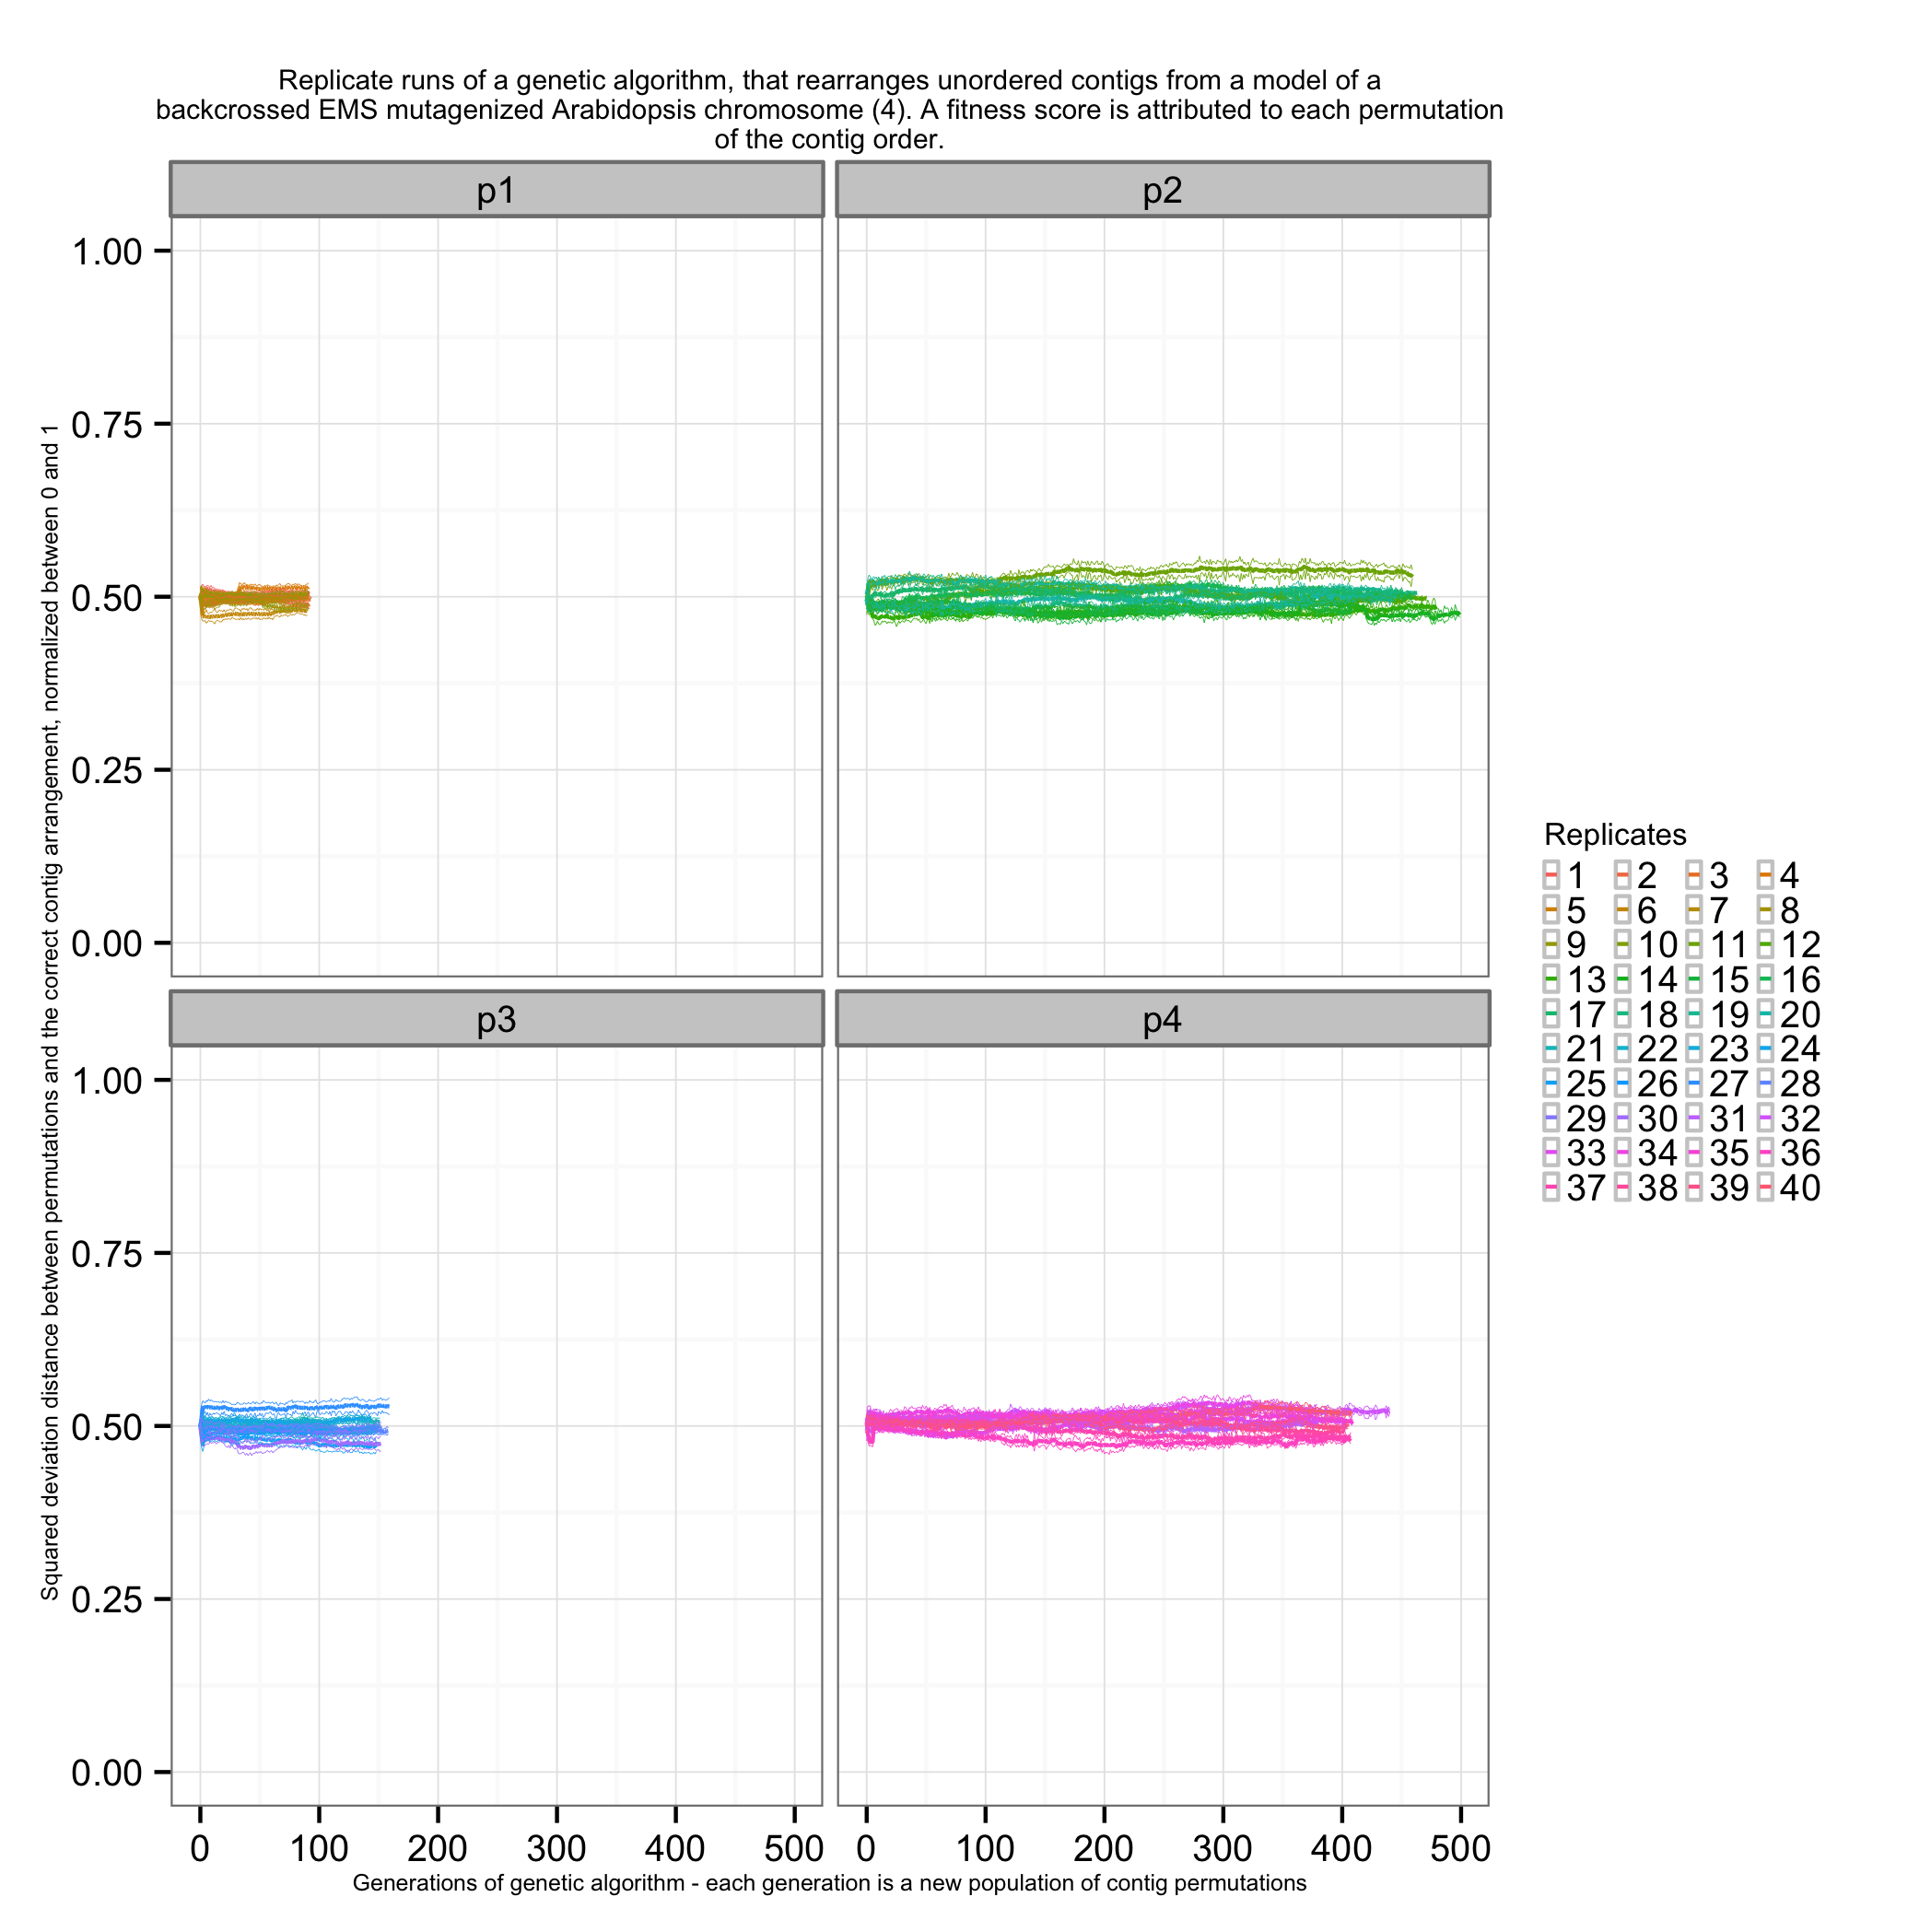 Replicate runs of a genetic algorithm, that rearranges unordered contigs from a model of a
backcrossed EMS mutagenized Arabidopsis chromosome (4). A fitness score is attributed to each permutation
of the contig order.
p1
p2
1.00
0.75
0.50
0.25
0.00
p3
p4
1.00
0.75
0.50
0.25
0.00
0 100 200 300 400 500
0 100 200 300 400 500
Generations of genetic algorithm - each generation is a new population of contig permutations
Squared deviation distance between permutations and the correct contig arrangement, normalized between 0 and 1
Replicates
1 2 3 4
5 6 7 8
9 10 11 12
13 14 15 16
17 18 19 20
21 22 23 24
25 26 27 28
29 30 31 32
33 34 35 36
37 38 39 40